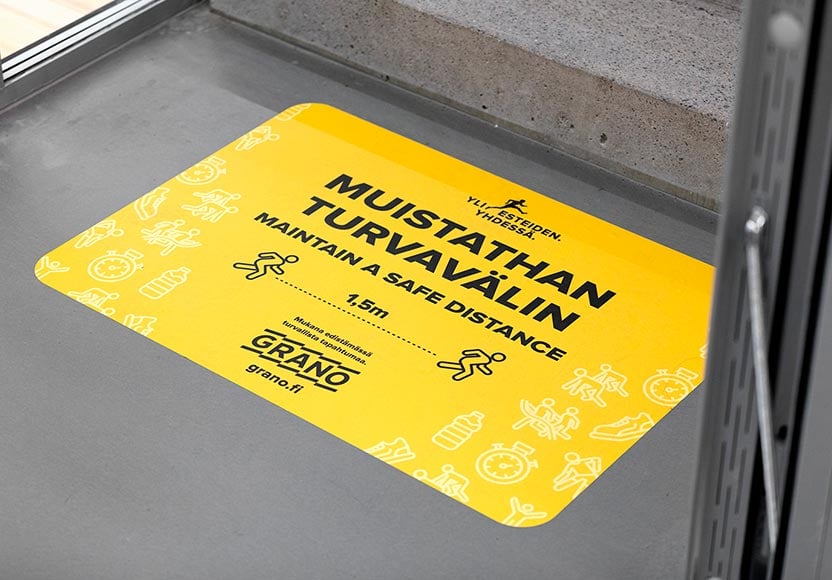 YLI ESTEIDEN.
YHDESSÄ.
MUISTATHAN
TURVAVÄLIN
MAINTAIN A SAFE DISTANCE
1,5m
Mukana edistämässä
turvallista tapahtumaa.
GRANO
grano.fi